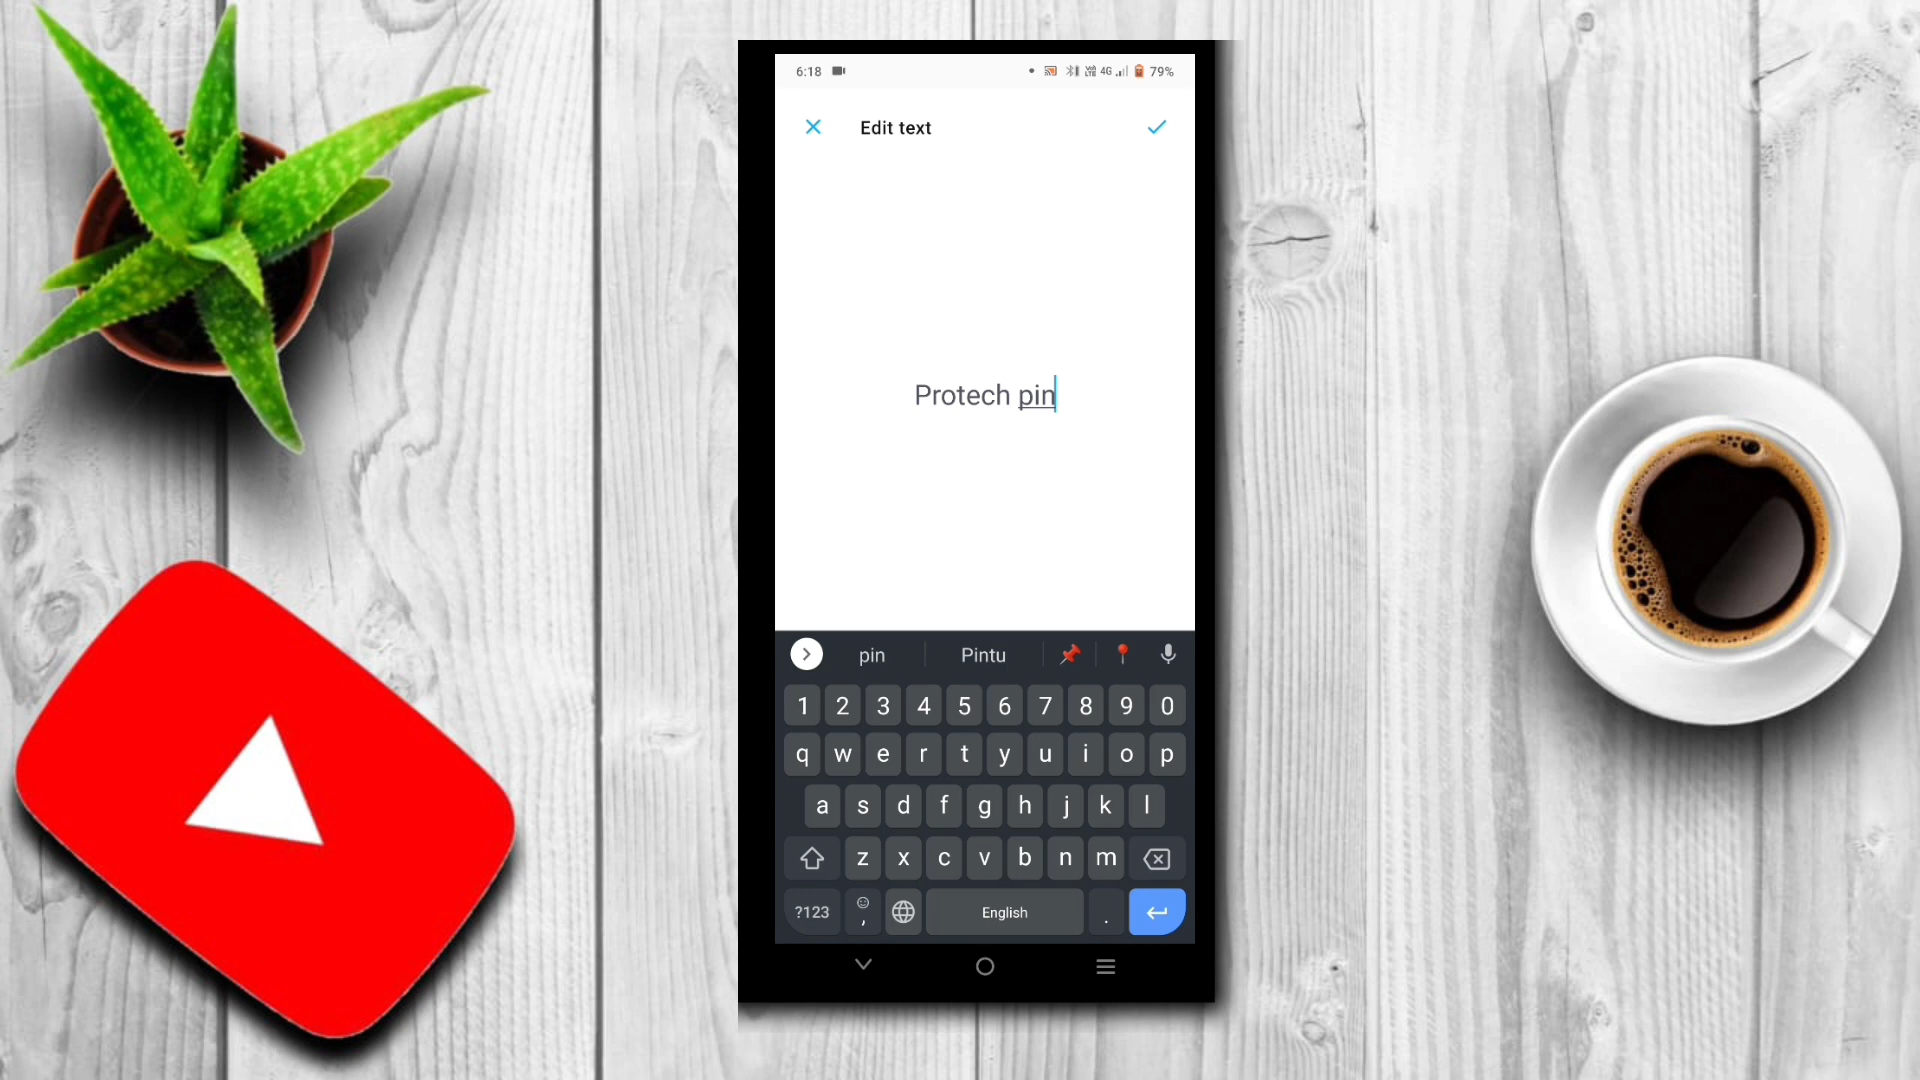 6:18 4G 79%
Edit text
Protech pin
pin Pintu
1 2 3 4 5 6 7 8 9 0
q w e r t y u i o p
a s d f g h j k l
z x c v b n m
?123 , English .